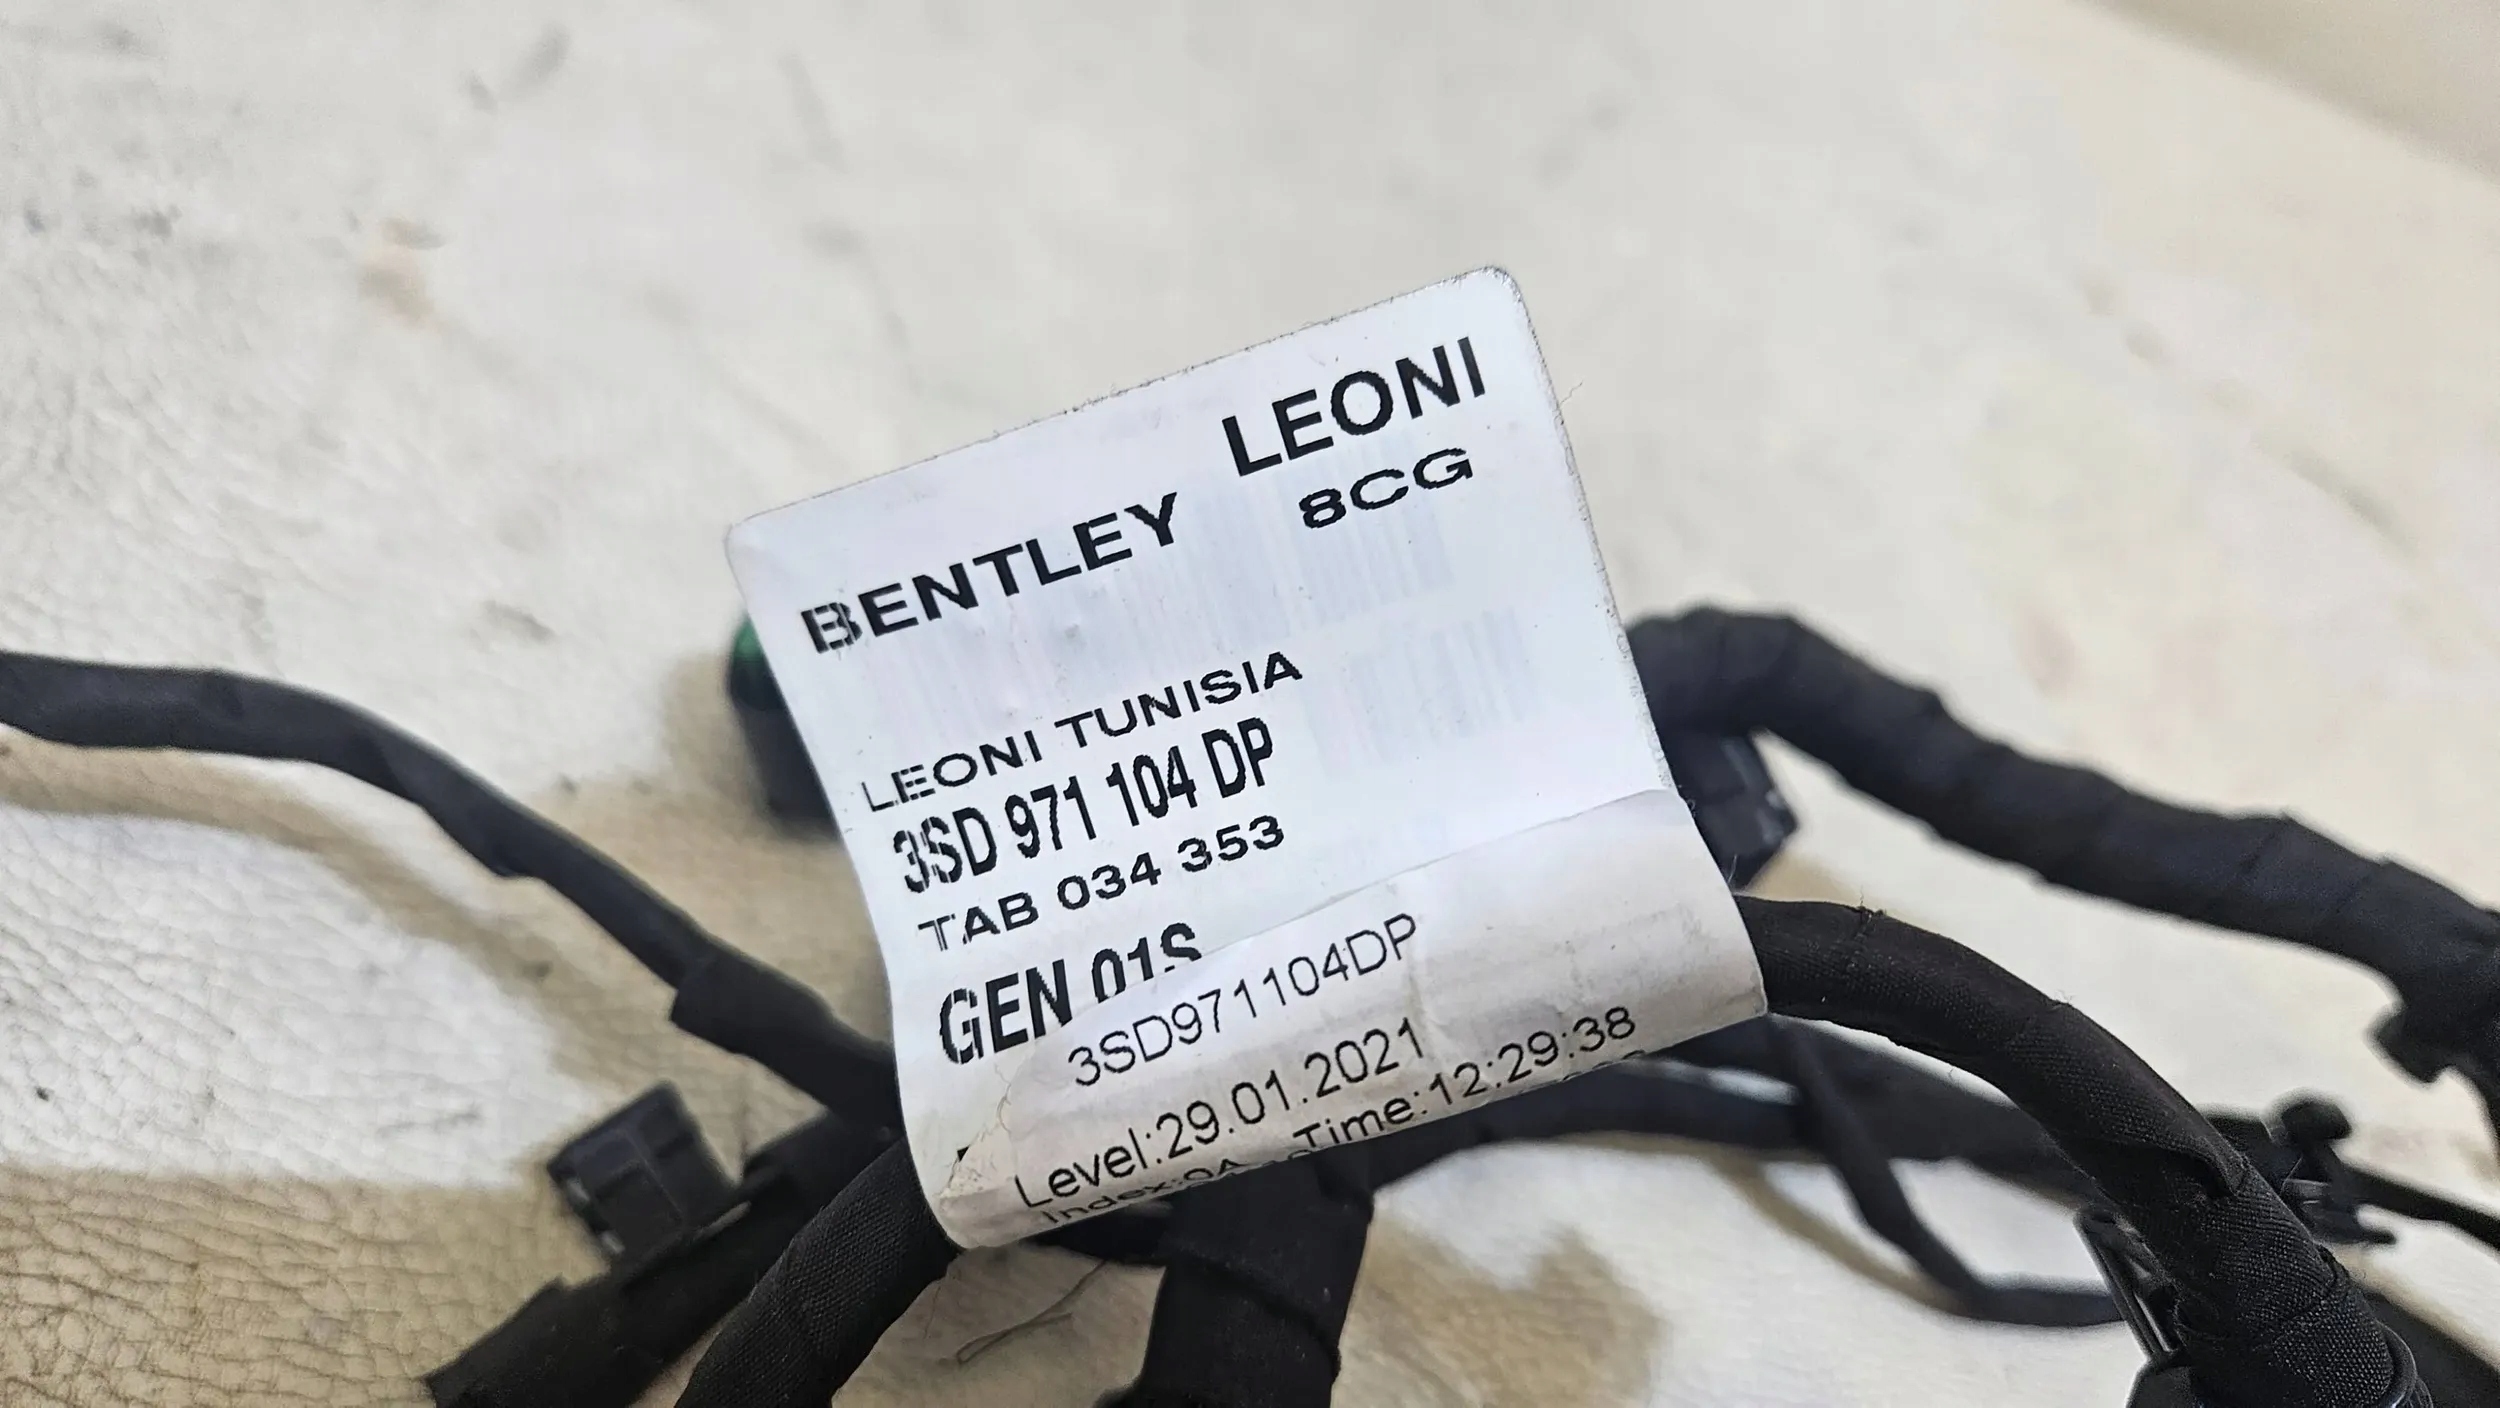 LEONI
BENTLEY 8CG
LEONI TUNISIA
3SD 971 104 DP
TAB 034 353
GEN 01S
3SD971104DP
Level:29.01.2021
Time:12:29:38